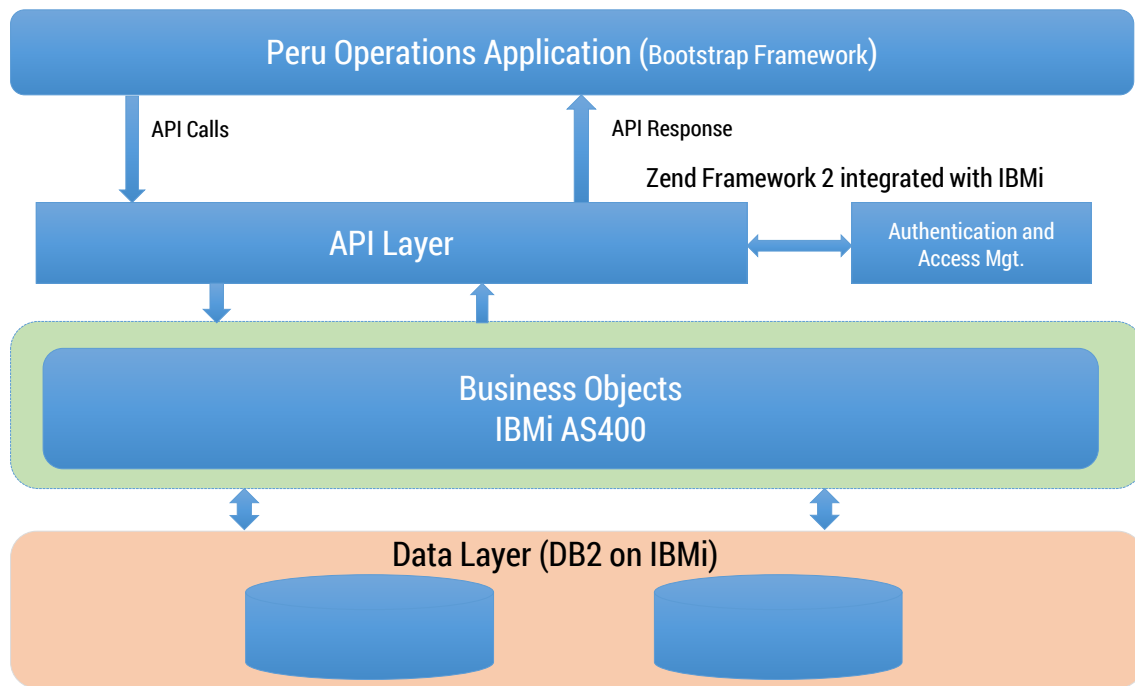 Peru Operations Application (Bootstrap Framework)
API Calls
API Response
Zend Framework 2 integrated with IBMi
API Layer
Authentication and
Access Mgt.
Business Objects
IBMi AS400
Data Layer (DB2 on IBMi)